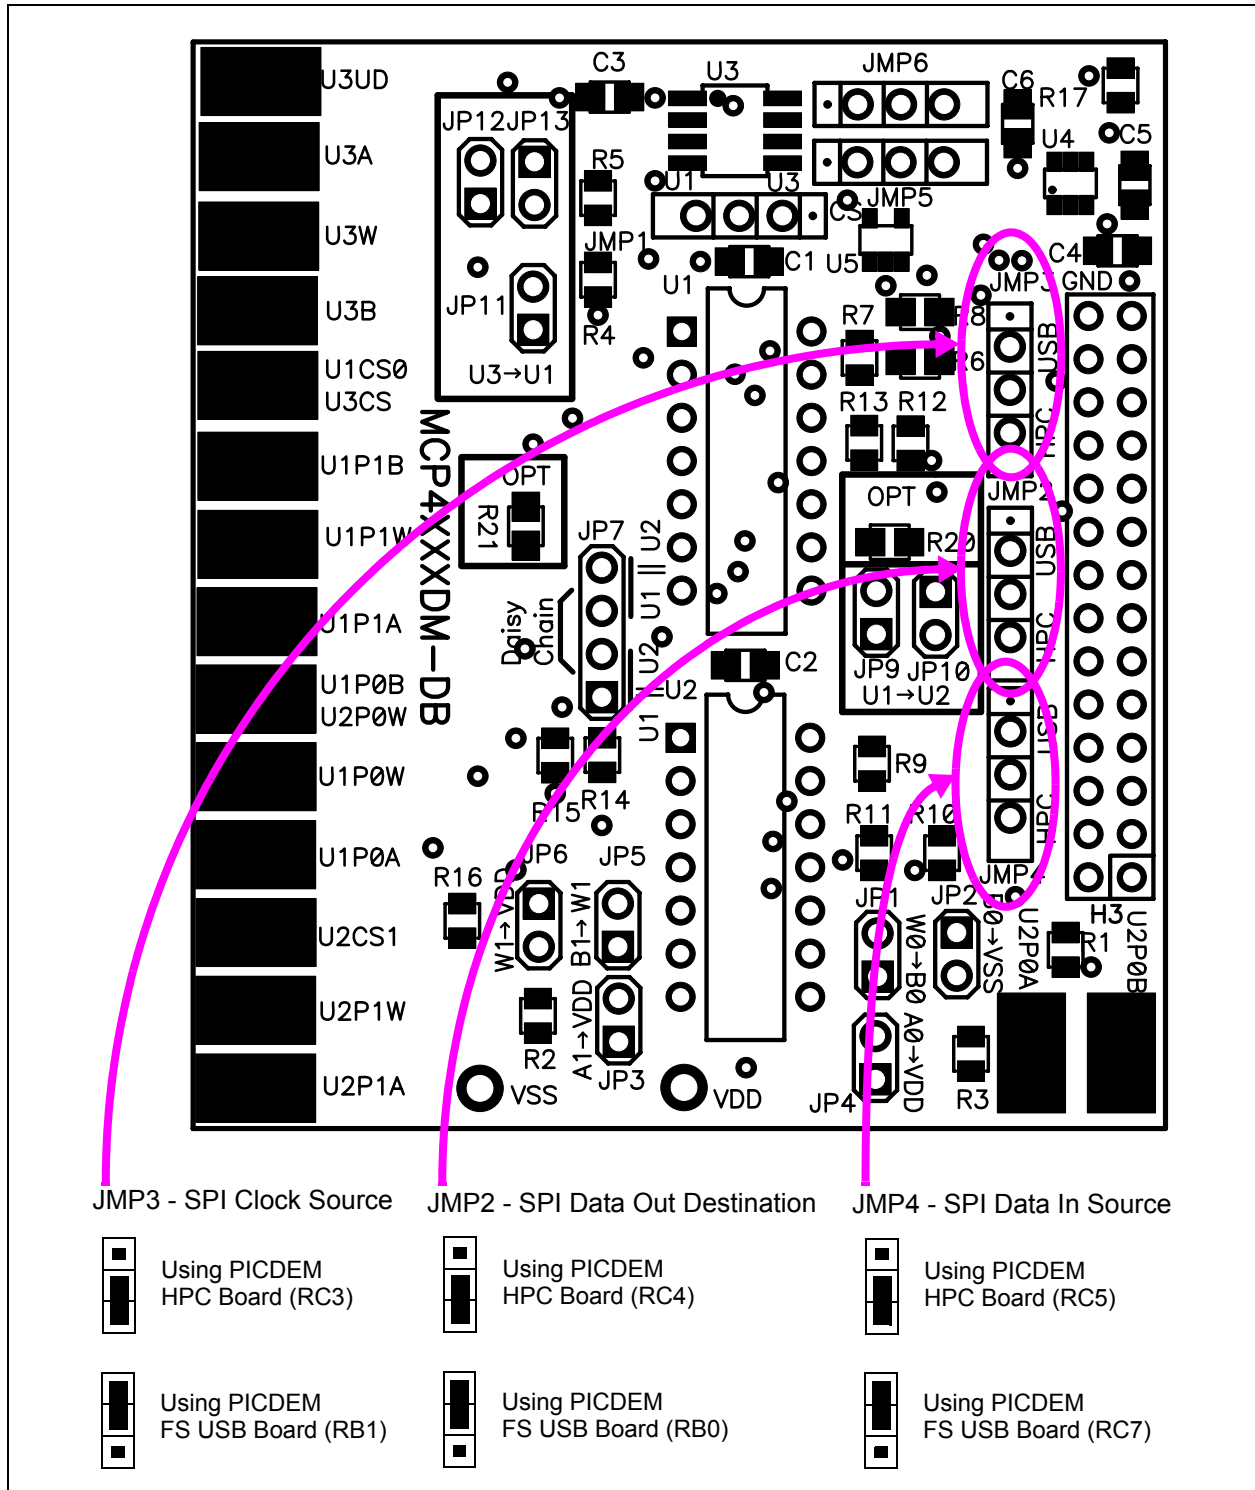 U3UD
U3A
U3W
U3B
U1CS0
U3CS
U1P1B
U1P1W
U1P1A
U1P0B
U2P0W
U1P0W
U1P0A
U2CS1
U2P1W
U2P1A
MCP4XXXDM-DB
C3
JP12
JP13
R5
JMP1
R4
JP11
U3→U1
U3
U1
U3
CS
JMP6
JMP5
C6
R17
U4
C5
C4
GND
U1
C1
U5
R7
R8
R6
R13
R12
JMP3
USB
HPC
OPT
R21
JP7
U1 || U2
Daisy
Chain
U1 || U2
OPT
R20
JP9
JP10
U1→U2
JMP2
USB
HPC
U2
C2
R15
R14
R9
R11
R10
USB
HPC
JMP4
R16
JP6
JP5
W1→VDD
B1→W1
R2
A1→VDD
JP3
VSS
VDD
JP1
JP2
W0→B0
B0→VSS
A0→VDD
JP4
R3
U2P0A
R1
H3
U2P0B
JMP3 - SPI Clock Source
Using PICDEM
HPC Board (RC3)
Using PICDEM
FS USB Board (RB1)
JMP2 - SPI Data Out Destination
Using PICDEM
HPC Board (RC4)
Using PICDEM
FS USB Board (RB0)
JMP4 - SPI Data In Source
Using PICDEM
HPC Board (RC5)
Using PICDEM
FS USB Board (RC7)